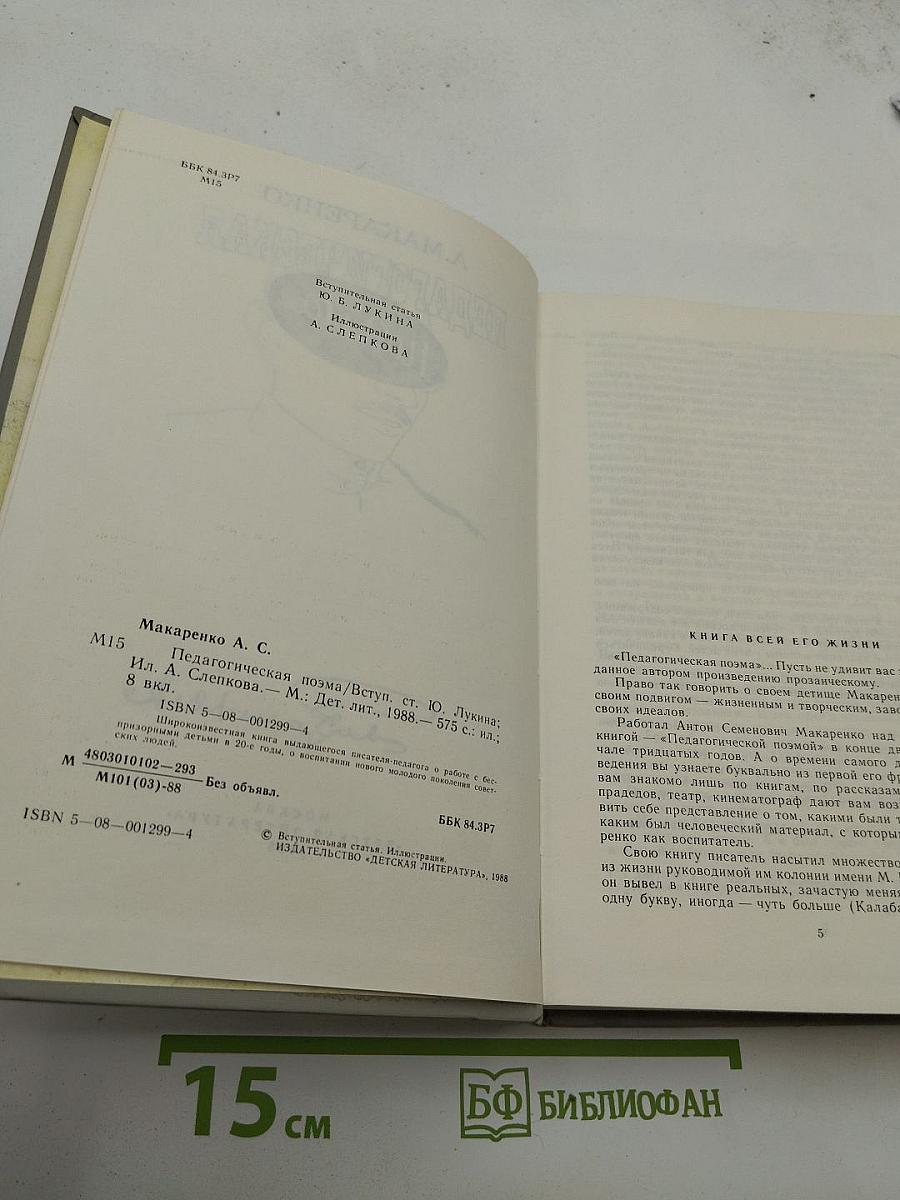 ББК 84.3Р7
М15
Вступительная статья
Ю. Б. ЛУКИНА
Иллюстрации
А. СЛЕПКОВА
Макаренко А. С.
М15 Педагогическая поэма/Вступ. ст. Ю. Лукина;
Ил. А. Слепкова.— М.: Дет. лит., 1988.— 575 с.: ил.;
8 вкл.
ISBN 5—08—001299—4
Широкоизвестная книга выдающегося писателя-педагога о работе с бес-
призорными детьми в 20-е годы, о воспитании нового молодого поколения совет-
ских людей.
М 4803010102—293 Без объявл.
М101(03)-88
ББК 84.3Р7
ISBN 5—08—001299—4
© Вступительная статья. Иллюстрации.
ИЗДАТЕЛЬСТВО «ДЕТСКАЯ ЛИТЕРАТУРА», 1988
КНИГА ВСЕЙ ЕГО ЖИЗНИ
«Педагогическая поэма»... Пусть не удивит вас
данное автором произведению прозаическому.
Право так говорить о своем детище Макарен
своим подвигом — жизненным и творческим, заво
своих идеалов.
Работал Антон Семенович Макаренко над
книгой — «Педагогической поэмой» в конце дв
чале тридцатых годов. А о времени самого д
ведения вы узнаете буквально из первой его фр
вам знакомо лишь по книгам, по рассказам
прадедов, театр, кинематограф дают вам воз
вить себе представление о том, какими были т
каким был человеческий материал, с которы
ренко как воспитатель.
Свою книгу писатель насытил множество
из жизни руководимой им колонии имени М.
он вывел в книге реальных, зачастую меня
одну букву, иногда — чуть больше (Калаба
5
15 см
БФ БИБЛИОФАН